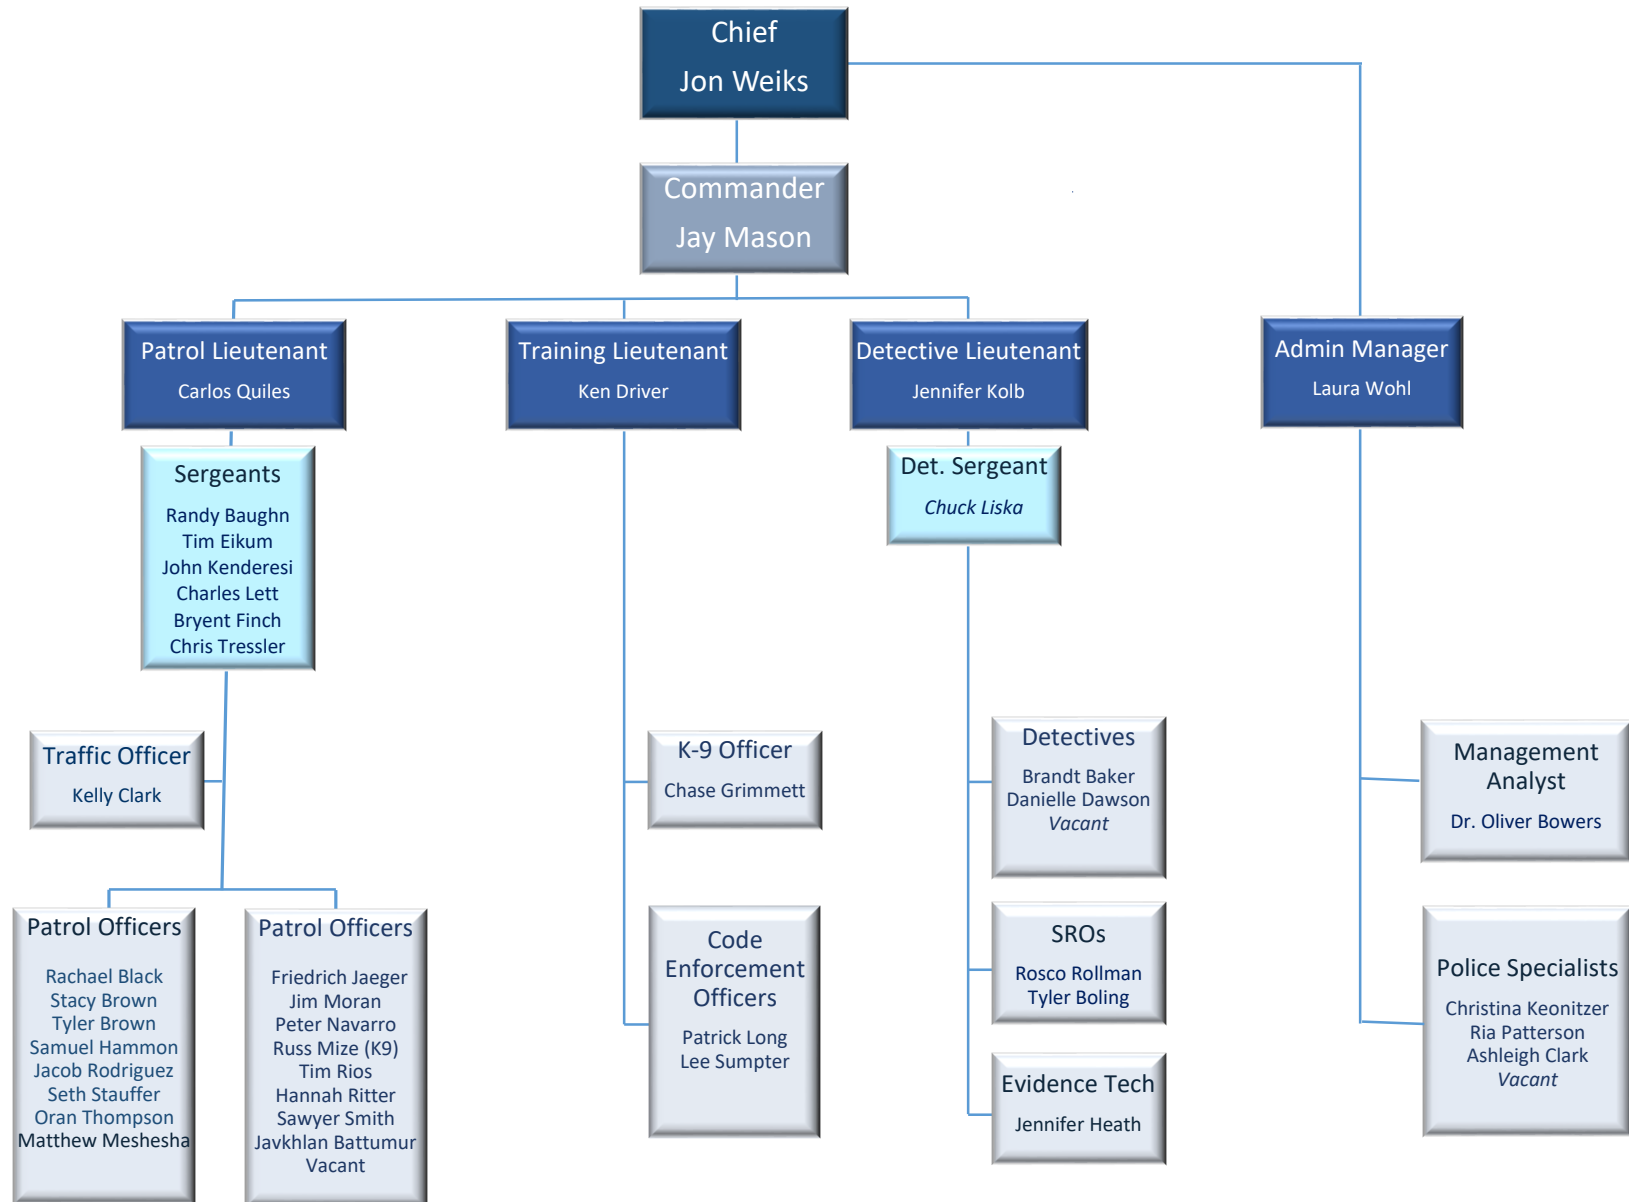 Chief
Jon Weiks
Commander
Jay Mason
Patrol Lieutenant
Carlos Quiles
Training Lieutenant
Ken Driver
Detective Lieutenant
Jennifer Kolb
Admin Manager
Laura Wohl
Sergeants
Randy Baughn
Tim Eikum
John Kenderesi
Charles Lett
Bryent Finch
Chris Tressler
Det. Sergeant
Chuck Liska
Traffic Officer
Kelly Clark
K-9 Officer
Chase Grimmett
Detectives
Brandt Baker
Danielle Dawson
Vacant
Management
Analyst
Dr. Oliver Bowers
Patrol Officers
Rachael Black
Stacy Brown
Tyler Brown
Samuel Hammon
Jacob Rodriguez
Seth Stauffer
Oran Thompson
Matthew Meshesha
Patrol Officers
Friedrich Jaeger
Jim Moran
Peter Navarro
Russ Mize (K9)
Tim Rios
Hannah Ritter
Sawyer Smith
Javkhlan Battumur
Vacant
Code
Enforcement
Officers
Patrick Long
Lee Sumpter
SROs
Rosco Rollman
Tyler Boling
Evidence Tech
Jennifer Heath
Police Specialists
Christina Keonitzer
Ria Patterson
Ashleigh Clark
Vacant